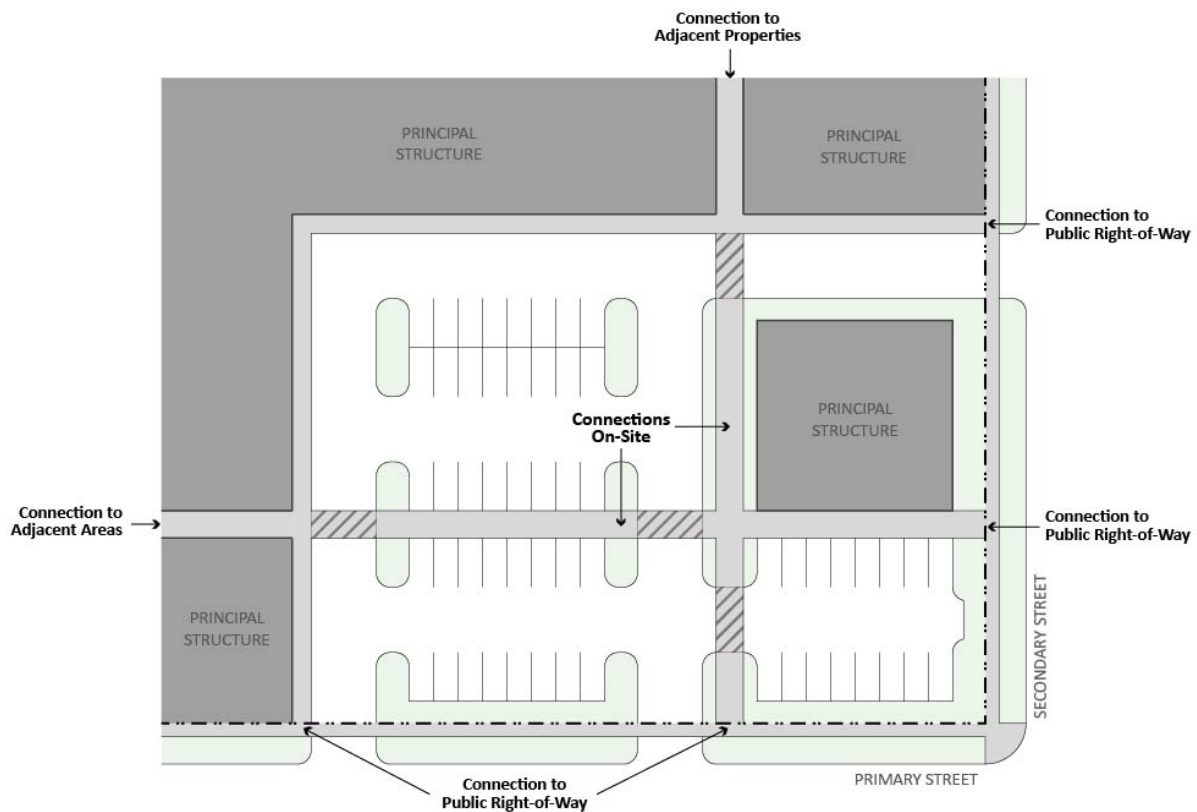 Connection to
Adjacent Properties
PRINCIPAL
STRUCTURE
PRINCIPAL
STRUCTURE
Connection to
Public Right-of-Way
Connections
On-Site
PRINCIPAL
STRUCTURE
Connection to
Adjacent Areas
Connection to
Public Right-of-Way
PRINCIPAL
STRUCTURE
SECONDARY STREET
PRIMARY STREET
Connection to
Public Right-of-Way